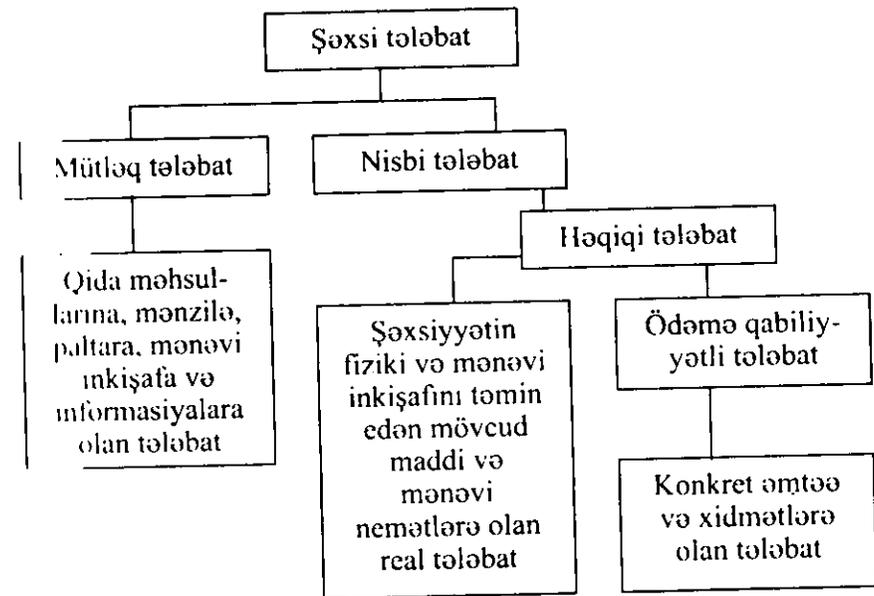 Şəxsi tələbat
Mütləq tələbat
Nisbi tələbat
Həqiqi tələbat
Qida məhsul-
larına, mənzilə,
paltara, mənəvi
inkişafa və
informasiyalara
olan tələbat
Şəxsiyyətin
fiziki və mənəvi
inkişafını təmin
edən mövcud
maddi və
mənəvi
nemətlərə olan
real tələbat
Ödəmə qabiliy-
yətli tələbat
Konkret əmtəə
və xidmətlərə
olan tələbat